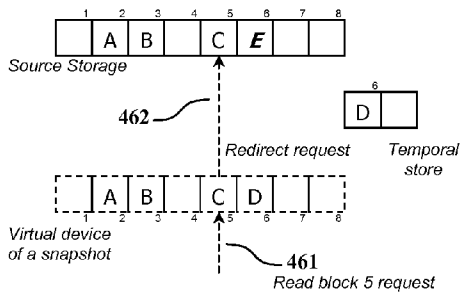 1 2 3 4 5 6 7 8
A B C E
Source Storage
462
6
D
Redirect request
Temporal
store
A B C D
1 2 3 4 5 6 7 8
Virtual device
of a snapshot
461
Read block 5 request